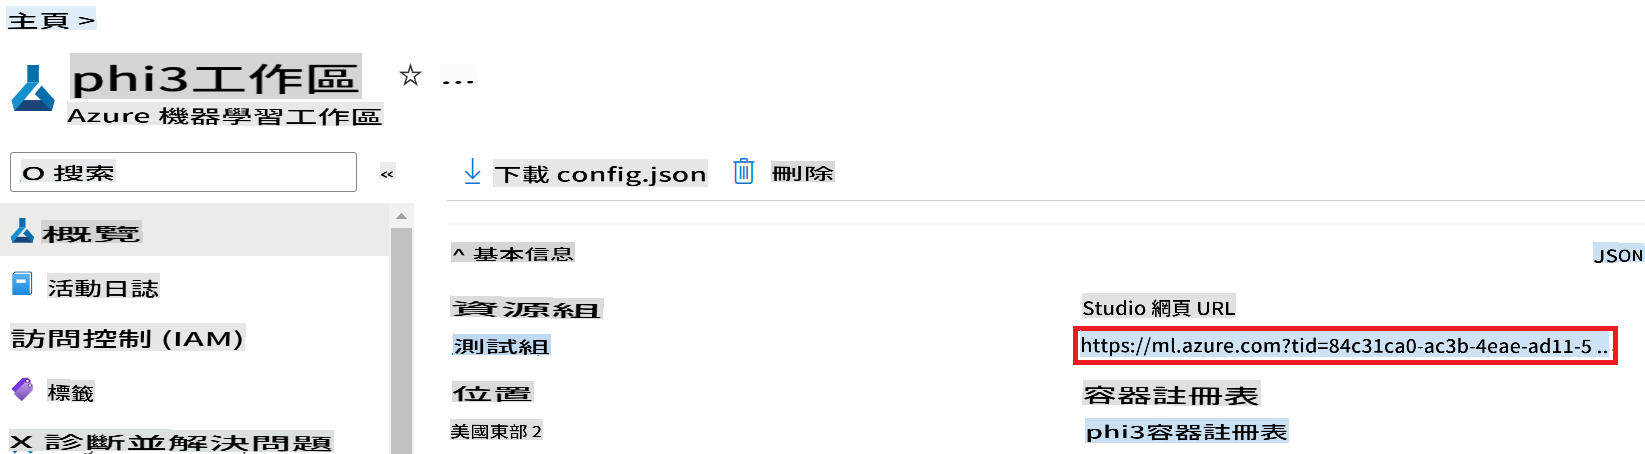 主頁 >
phi3工作區
...
Azure 機器學習工作區
O 搜索
«
下載 config.json
刪除
概覽
活動日誌
訪問控制 (IAM)
標籤
X 診斷並解決問題
^ 基本信息
JSON
資源組
測試組
位置
美國東部 2
Studio 網頁 URL
https://ml.azure.com?tid=84c31ca0-ac3b-4eae-ad11-5 ..
容器註冊表
phi3容器註冊表